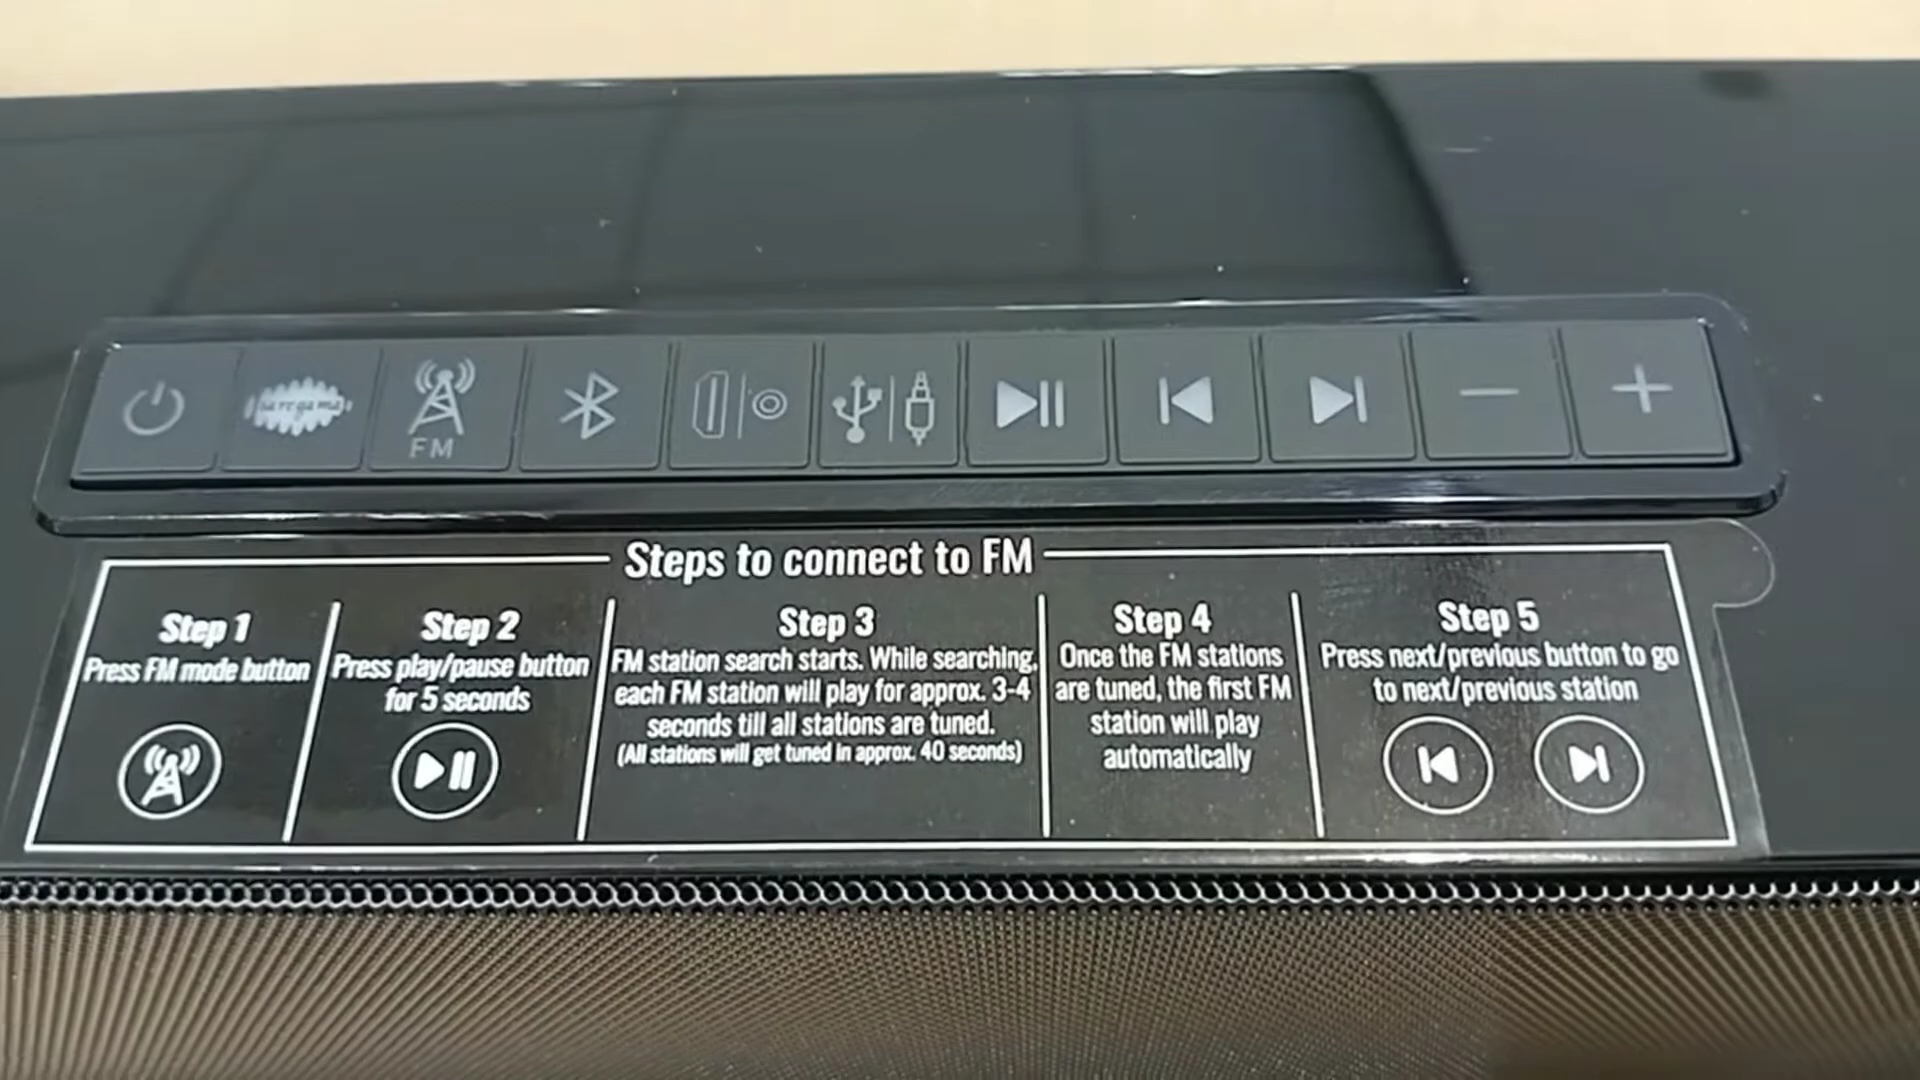 sa re ga ma
FM
Steps to connect to FM
Step 1
Press FM mode button
Step 2
Press play/pause button
for 5 seconds
Step 3
FM station search starts. While searching,
each FM station will play for approx. 3-4
seconds till all stations are tuned.
(All stations will get tuned in approx. 40 seconds)
Step 4
Once the FM stations
are tuned, the first FM
station will play
automatically
Step 5
Press next/previous button to go
to next/previous station